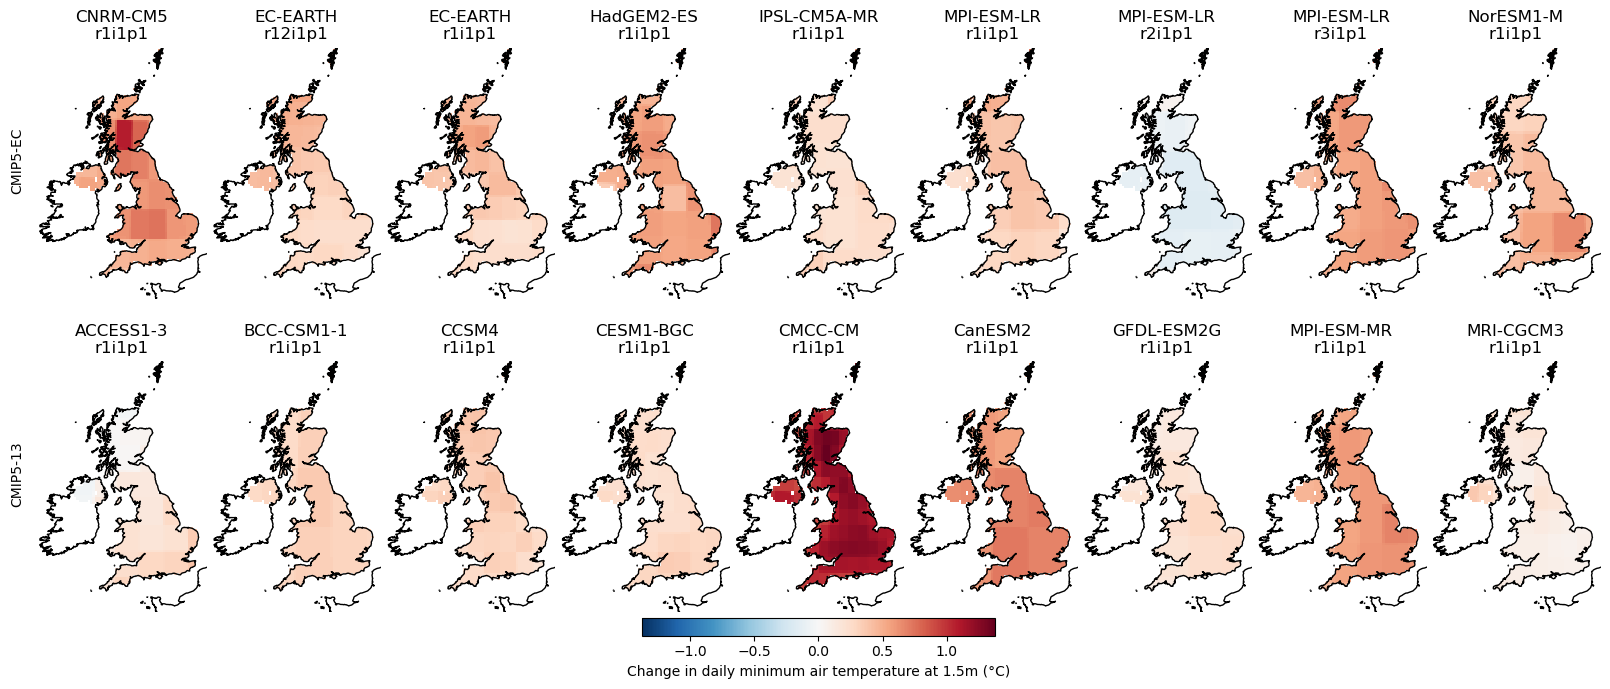 CNRM-CM5
r1i1p1
EC-EARTH
r12i1p1
EC-EARTH
r1i1p1
HadGEM2-ES
r1i1p1
IPSL-CM5A-MR
r1i1p1
MPI-ESM-LR
r1i1p1
MPI-ESM-LR
r2i1p1
MPI-ESM-LR
r3i1p1
NorESM1-M
r1i1p1
CMIP5-EC
ACCESS1-3
r1i1p1
BCC-CSM1-1
r1i1p1
CCSM4
r1i1p1
CESM1-BGC
r1i1p1
CMCC-CM
r1i1p1
CanESM2
r1i1p1
GFDL-ESM2G
r1i1p1
MPI-ESM-MR
r1i1p1
MRI-CGCM3
r1i1p1
CMIP5-13
−1.0 −0.5 0.0 0.5 1.0
Change in daily minimum air temperature at 1.5m (°C)